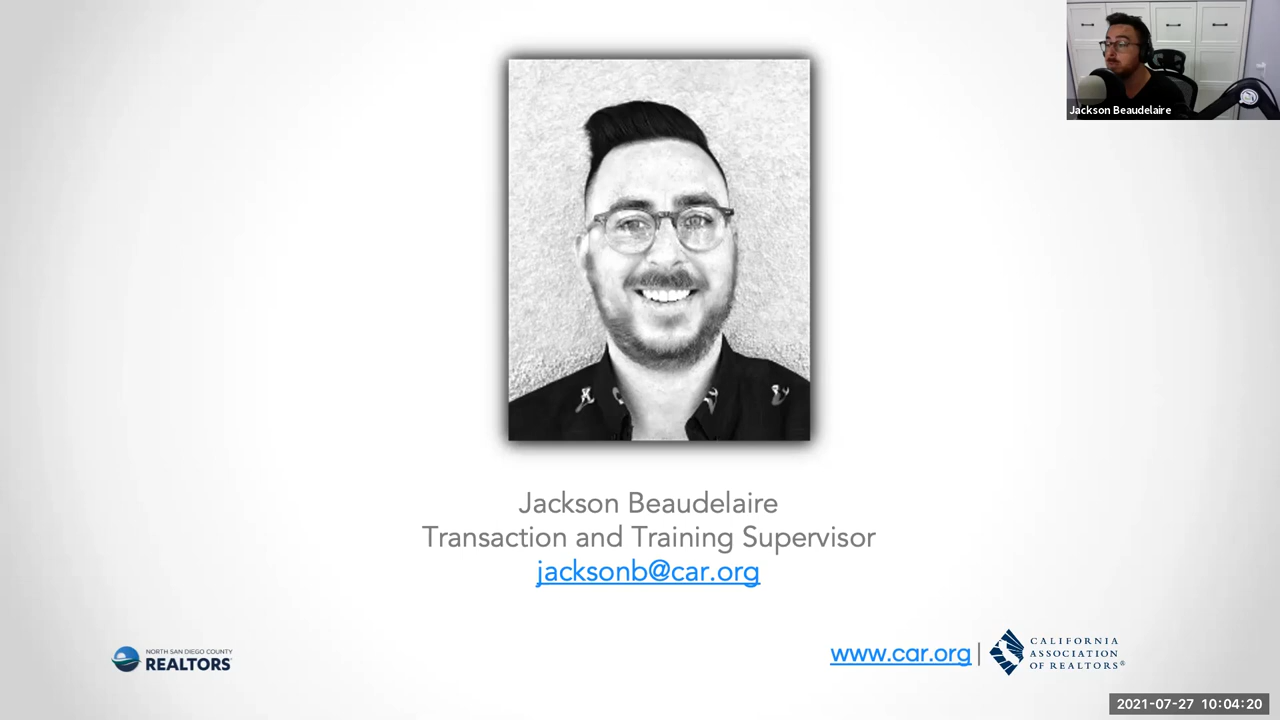 Jackson Beaudelaire
Jackson Beaudelaire
Transaction and Training Supervisor
jacksonb@car.org
NORTH SAN DIEGO COUNTY
REALTORS®
www.car.org |
CALIFORNIA
ASSOCIATION
OF REALTORS®
2021-07-27 10:04:20